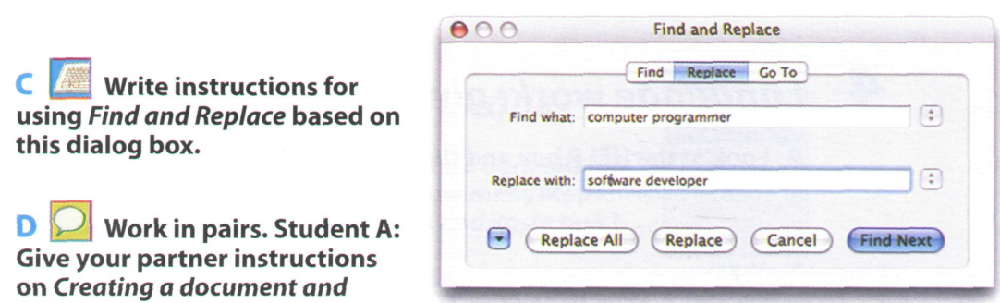 C Write instructions for
using Find and Replace based on
this dialog box.
D Work in pairs. Student A:
Give your partner instructions
on Creating a document and
Find and Replace
Find Replace Go To
Find what: computer programmer
Replace with: software developer
Replace All Replace Cancel Find Next